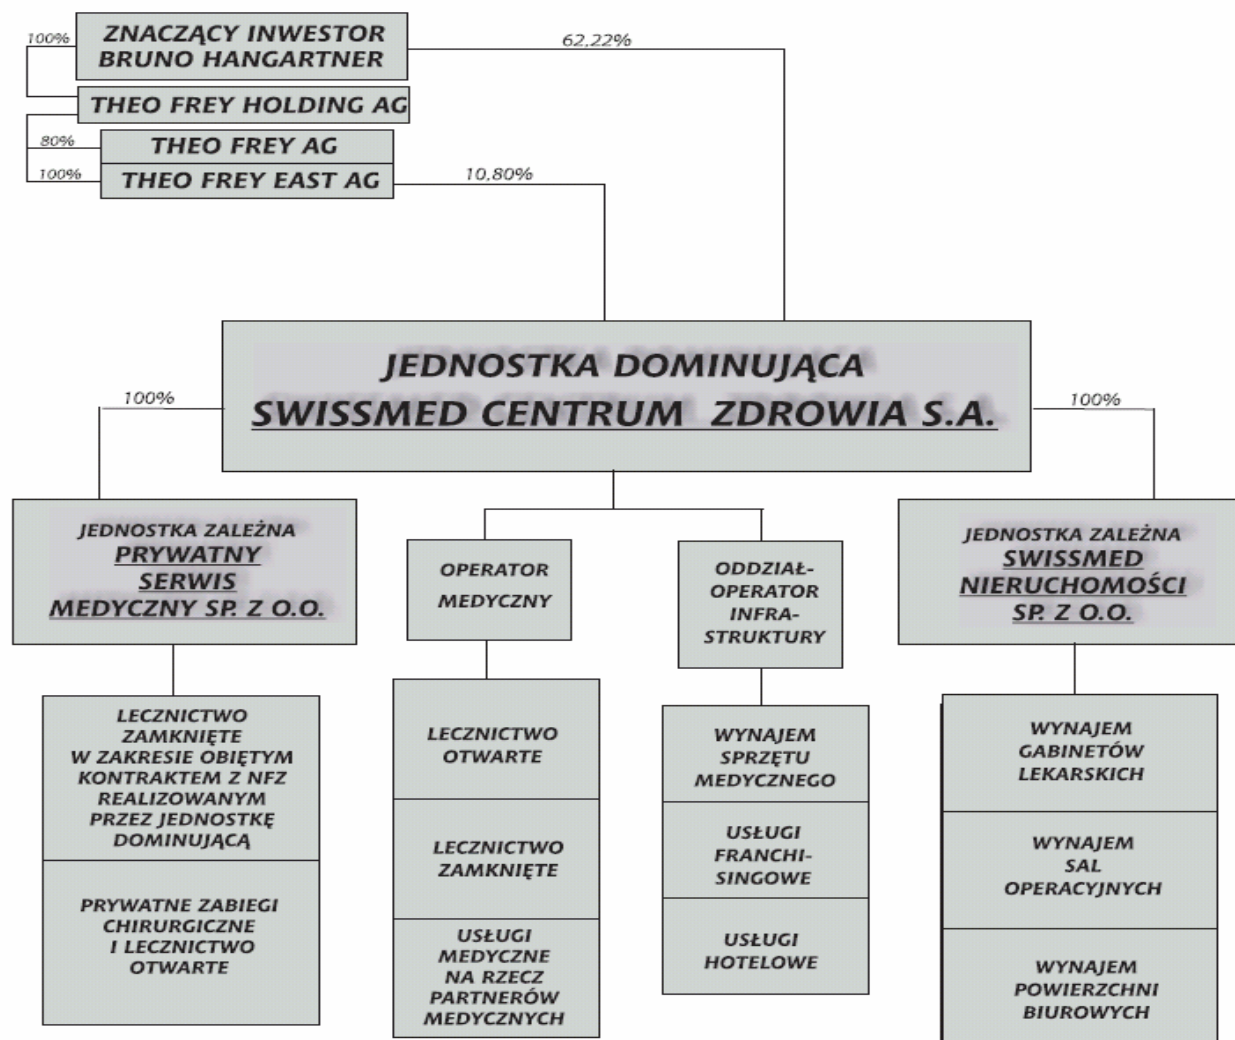 100%
ZNACZĄCY INWESTOR
BRUNO HANGARTNER
62,22%
THEO FREY HOLDING AG
80%
THEO FREY AG
100%
THEO FREY EAST AG
10,80%
JEDNOSTKA DOMINUJĄCA
SWISSMED CENTRUM ZDROWIA S.A.
100%
100%
JEDNOSTKA ZALEŻNA
PRYWATNY
SERWIS
MEDYCZNY SP. Z O.O.
OPERATOR
MEDYCZNY
ODDZIAŁ-
OPERATOR
INFRA-
STRUKTURY
JEDNOSTKA ZALEŻNA
SWISSMED
NIERUCHOMOŚCI
SP. Z O.O.
LECZNICTWO
ZAMKNIĘTE
W ZAKRESIE OBIĘTYM
KONTRAKTEM Z NFZ
REALIZOWANYM
PRZEZ JEDNOSTKĘ
DOMINUJĄCĄ
PRYWATNE ZABIEGI
CHIRURGICZNE
I LECZNICTWO
OTWARTE
LECZNICTWO
OTWARTE
LECZNICTWO
ZAMKNIĘTE
USŁUGI
MEDYCZNE
NA RZECZ
PARTNERÓW
MEDYCZNYCH
WYNAJEM
SPRZĘTU
MEDYCZNEGO
USŁUGI
FRANCHI-
SINGOWE
USŁUGI
HOTELOWE
WYNAJEM
GABINETÓW
LEKARSKICH
WYNAJEM
SAL
OPERACYJNYCH
WYNAJEM
POWIERZCHNI
BIUROWYCH